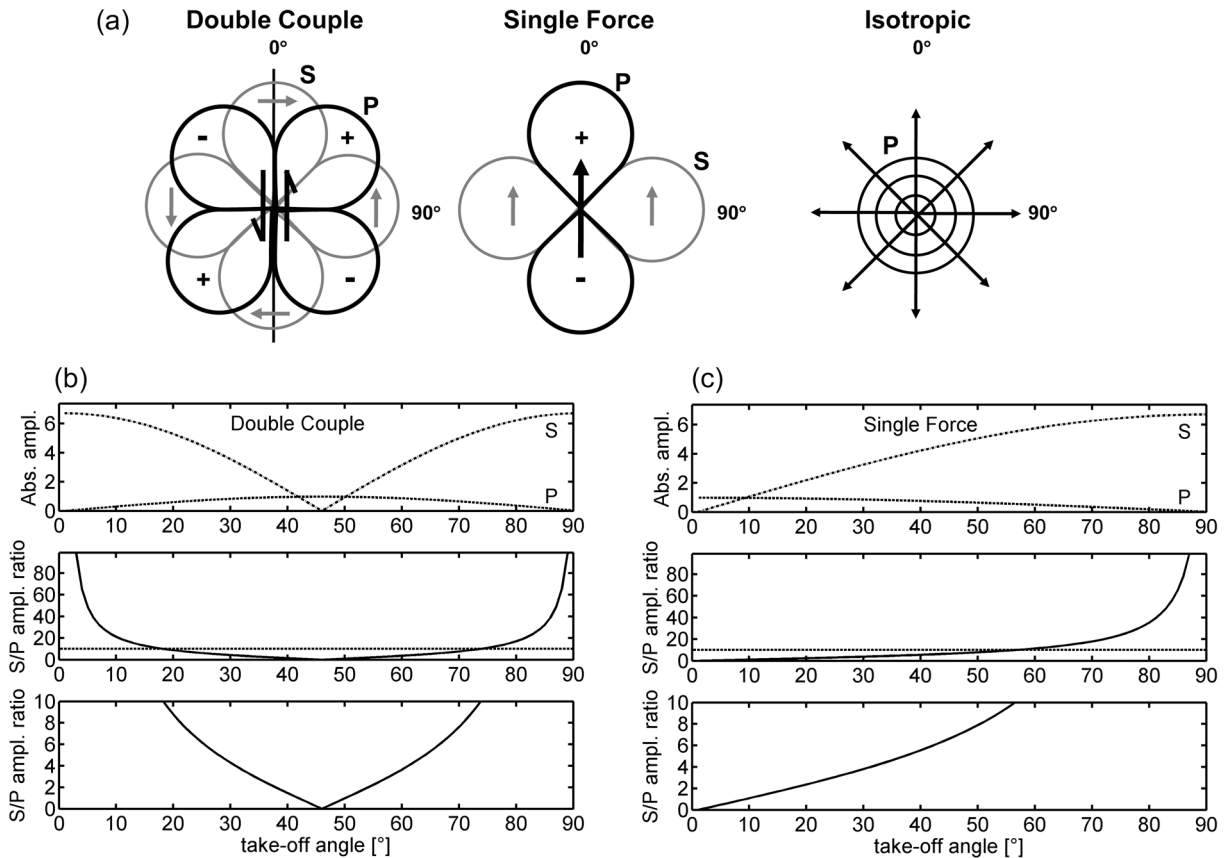 (a)
Double Couple
0°
S
P
-
+
90°
+
-
Single Force
0°
P
+
S
90°
-
Isotropic
0°
P
90°
(b)
Abs. ampl.
6
4
2
0
Double Couple
S
P
0 10 20 30 40 50 60 70 80 90
S/P ampl. ratio
80
60
40
20
0
0 10 20 30 40 50 60 70 80 90
S/P ampl. ratio
10
8
6
4
2
0
0 10 20 30 40 50 60 70 80 90
take-off angle [°]
(c)
Abs. ampl.
6
4
2
0
Single Force
S
P
0 10 20 30 40 50 60 70 80 90
S/P ampl. ratio
80
60
40
20
0
0 10 20 30 40 50 60 70 80 90
S/P ampl. ratio
10
8
6
4
2
0
0 10 20 30 40 50 60 70 80 90
take-off angle [°]